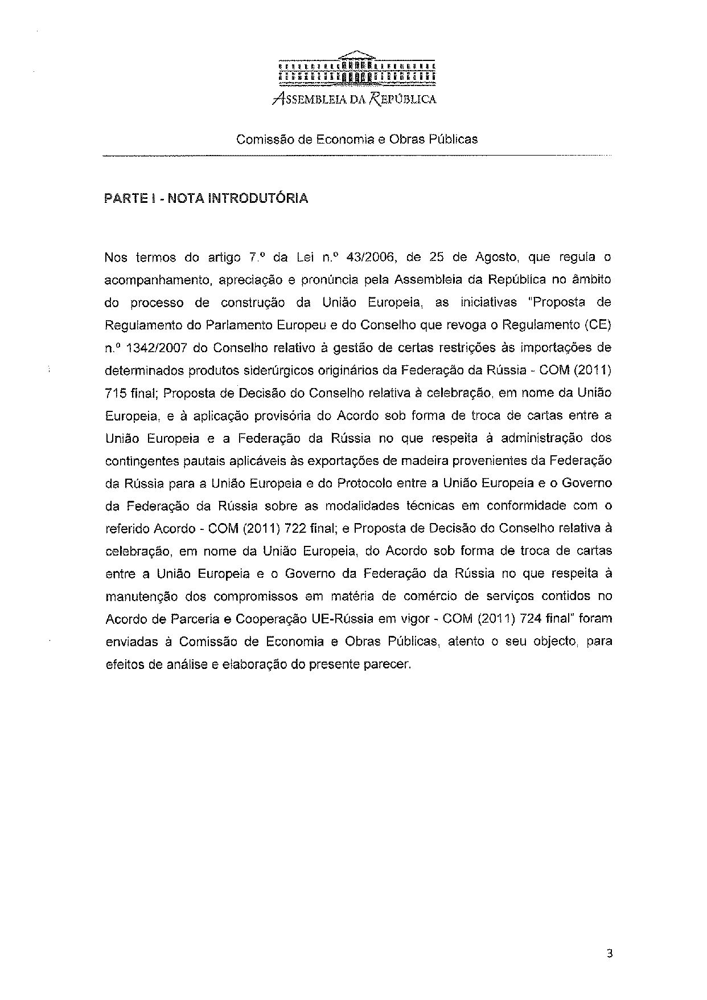 ASSEMBLEIA DA REPÚBLICA
Comissão de Economia e Obras Públicas
PARTE I - NOTA INTRODUTÓRIA
Nos termos do artigo 7.º da Lei n.º 43/2006, de 25 de Agosto, que regula o
acompanhamento, apreciação e pronúncia pela Assembleia da República no âmbito
do processo de construção da União Europeia, as iniciativas "Proposta de
Regulamento do Parlamento Europeu e do Conselho que revoga o Regulamento (CE)
n.º 1342/2007 do Conselho relativo à gestão de certas restrições às importações de
determinados produtos siderúrgicos originários da Federação da Rússia - COM (2011)
715 final; Proposta de Decisão do Conselho relativa à celebração, em nome da União
Europeia, e à aplicação provisória do Acordo sob forma de troca de cartas entre a
União Europeia e a Federação da Rússia no que respeita à administração dos
contingentes pautais aplicáveis às exportações de madeira provenientes da Federação
da Rússia para a União Europeia e do Protocolo entre a União Europeia e o Governo
da Federação da Rússia sobre as modalidades técnicas em conformidade com o
referido Acordo - COM (2011) 722 final; e Proposta de Decisão do Conselho relativa à
celebração, em nome da União Europeia, do Acordo sob forma de troca de cartas
entre a União Europeia e o Governo da Federação da Rússia no que respeita à
manutenção dos compromissos em matéria de comércio de serviços contidos no
Acordo de Parceria e Cooperação UE-Rússia em vigor - COM (2011) 724 final" foram
enviadas à Comissão de Economia e Obras Públicas, atento o seu objecto, para
efeitos de análise e elaboração do presente parecer.
3